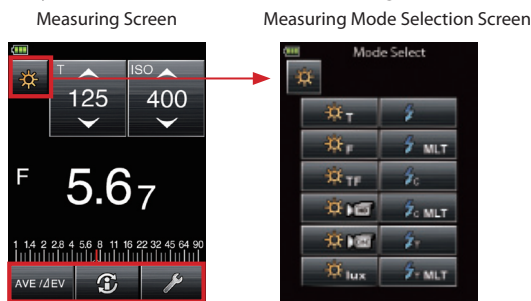 Measuring Screen
Measuring Mode Selection Screen
T
ISO
125
400
F
5.67
1 1.4 2 2.8 4 5.6 8 11 16 22 32 45 64 90
AVE/⊿EV
Mode Select
T
F
MLT
TF
C
C MLT
T
lux
T MLT